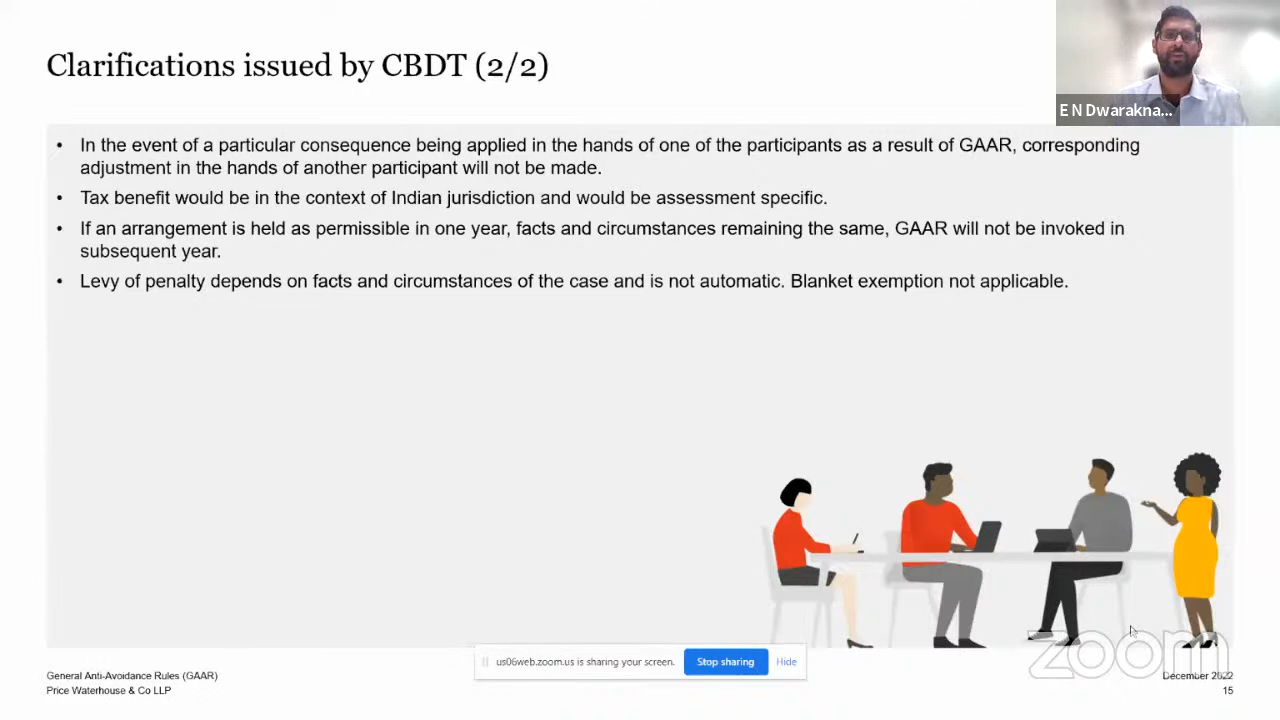 Clarifications issued by CBDT (2/2)
E N Dwarakna...
• In the event of a particular consequence being applied in the hands of one of the participants as a result of GAAR, corresponding
adjustment in the hands of another participant will not be made.
• Tax benefit would be in the context of Indian jurisdiction and would be assessment specific.
• If an arrangement is held as permissible in one year, facts and circumstances remaining the same, GAAR will not be invoked in
subsequent year.
• Levy of penalty depends on facts and circumstances of the case and is not automatic. Blanket exemption not applicable.
zoom
us06web.zoom.us is sharing your screen.
Stop sharing
Hide
General Anti-Avoidance Rules (GAAR)
Price Waterhouse & Co LLP
December 2022
15